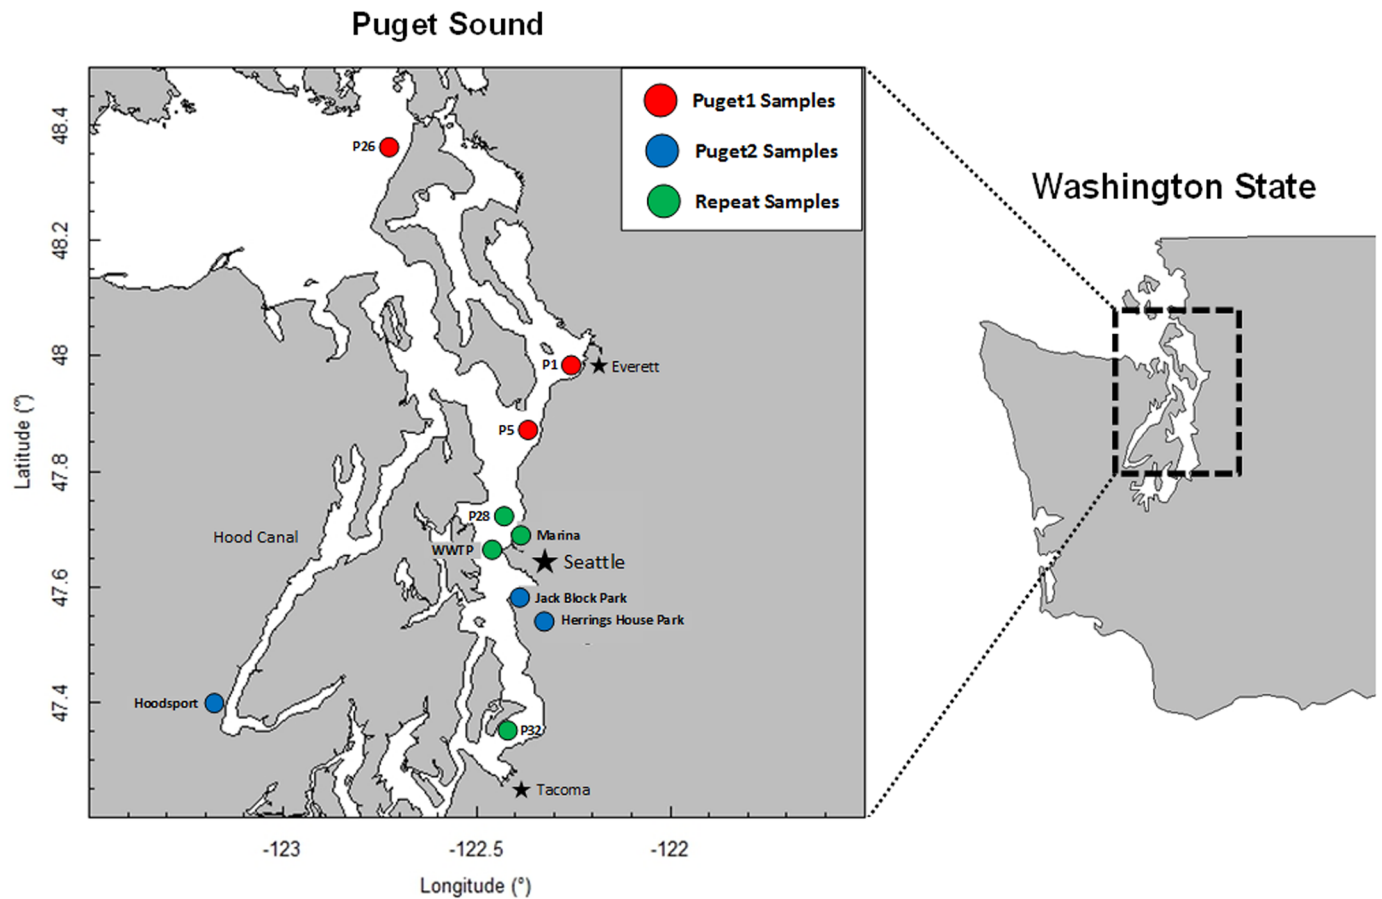 Puget Sound
Puget1 Samples
Puget2 Samples
Repeat Samples
Washington State
P26
P1
Everett
P5
P28
Marina
WWTP
Seattle
Hood Canal
Jack Block Park
Herrings House Park
Hoodsport
P32
Tacoma
48.4
48.2
48
47.8
47.6
47.4
Latitude (°)
-123
-122.5
-122
Longitude (°)